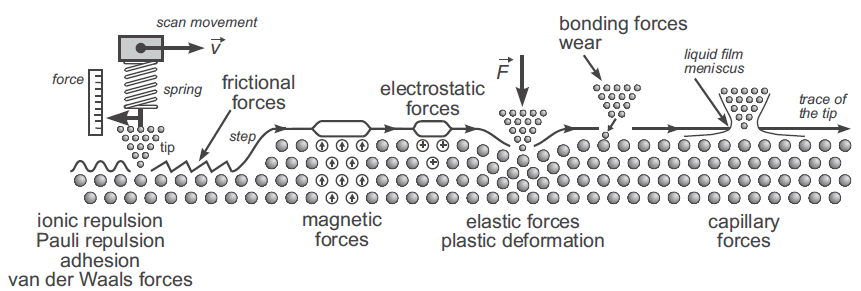 scan movement
v
force
spring
tip
frictional
forces
step
electrostatic
forces
F
bonding forces
wear
liquid film
meniscus
trace of
the tip
ionic repulsion
Pauli repulsion
adhesion
van der Waals forces
magnetic
forces
elastic forces
plastic deformation
capillary
forces